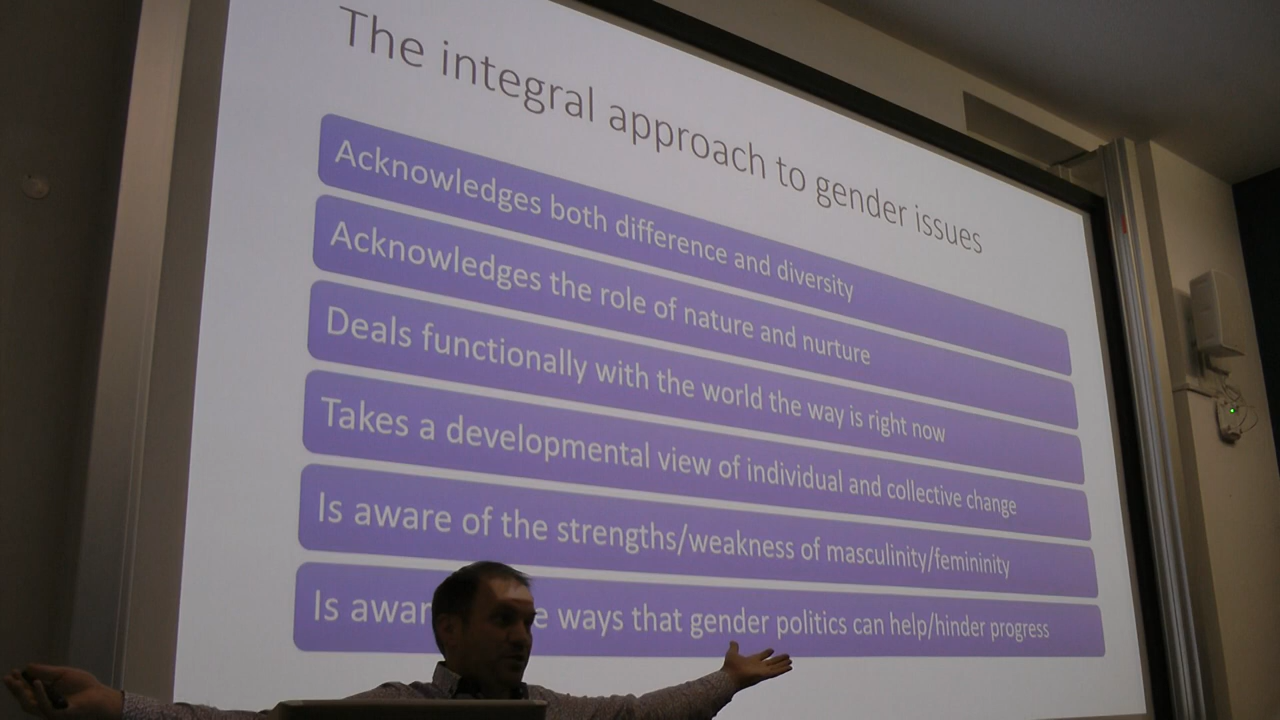 The integral approach to gender issues
Acknowledges both difference and diversity
Acknowledges the role of nature and nurture
Deals functionally with the world the way is right now
Takes a developmental view of individual and collective change
Is aware of the strengths/weakness of masculinity/femininity
Is ways that gender politics can help/hinder progress